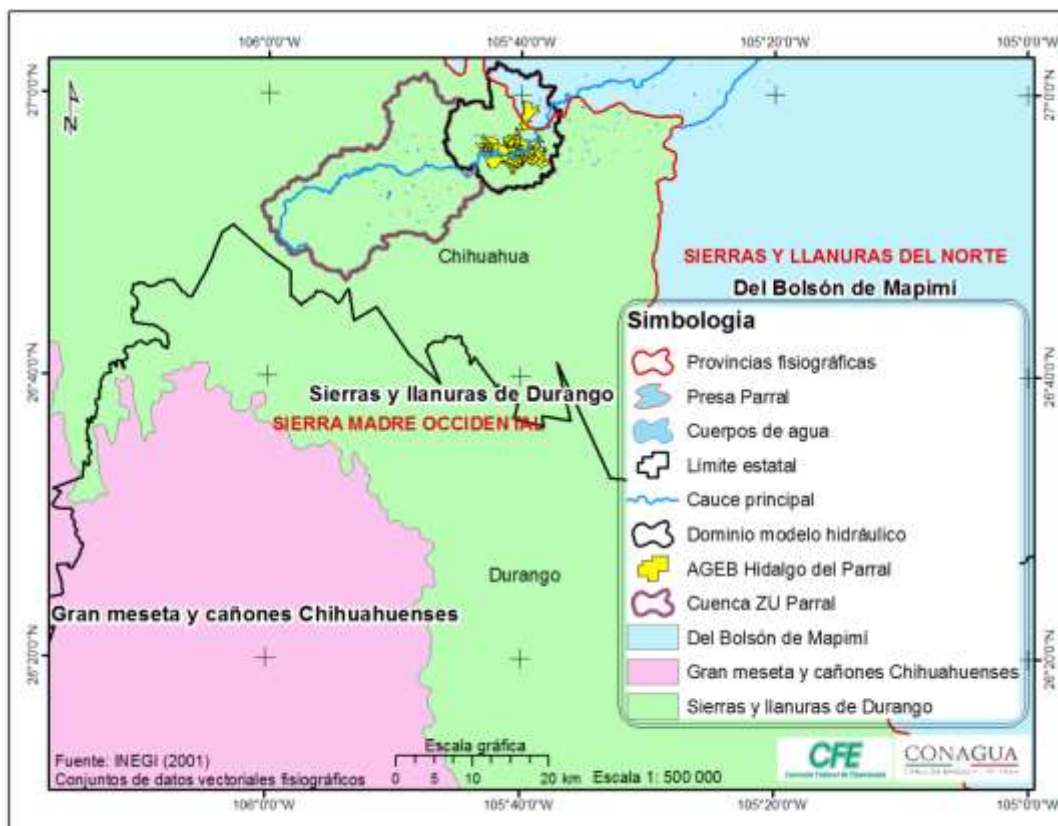 106°0'0"W
105°40'0"W
105°20'0"W
105°0'0"W
27°0'0"N
27°0'0"N
Z
Chihuahua
SIERRAS Y LLANURAS DEL NORTE
Del Bolsón de Mapimí
Simbologia
Provincias fisiográficas
Presa Parral
Cuerpos de agua
Límite estatal
Cauce principal
Dominio modelo hidráulico
AGEB Hidalgo del Parral
Cuenca ZU Parral
Del Bolsón de Mapimí
Gran meseta y cañones Chihuahuenses
Sierras y llanuras de Durango
26°40'0"N
26°40'0"N
Sierras y llanuras de Durango
SIERRA MADRE OCCIDENTAL
Durango
Gran meseta y cañones Chihuahuenses
26°20'0"N
26°20'0"N
Fuente: INEGI (2001)
Conjuntos de datos vectoriales fisiográficos
Escala gráfica
0 5 10 20 km
Escala 1: 500 000
CFE
Comisión Federal de Electricidad
CONAGUA
106°0'0"W
105°40'0"W
105°20'0"W
105°0'0"W